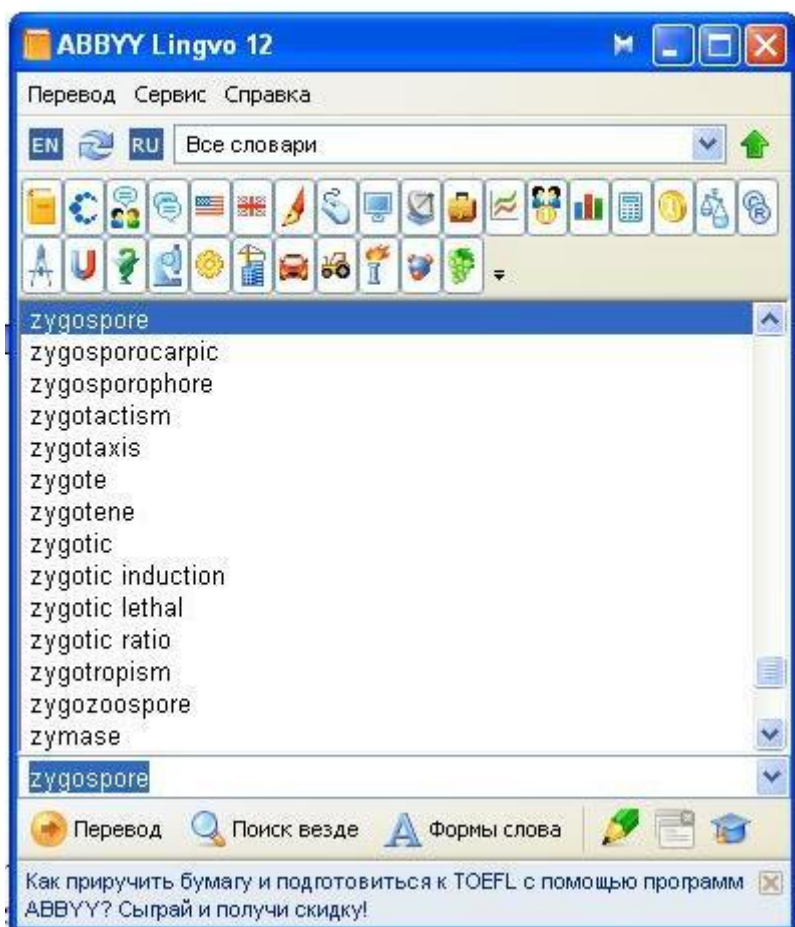 ABBYY Lingvo 12
Перевод Сервис Справка
EN RU Все словари
zygospore
zygosporocarpic
zygosporophore
zygotactism
zygotaxis
zygote
zygotene
zygotic
zygotic induction
zygotic lethal
zygotic ratio
zygotropism
zygozoospore
zymase
zygospore
Перевод Поиск везде Формы слова
Как приручить бумагу и подготовиться к TOEFL с помощью программ
ABBYY? Сыграй и получи скидку!